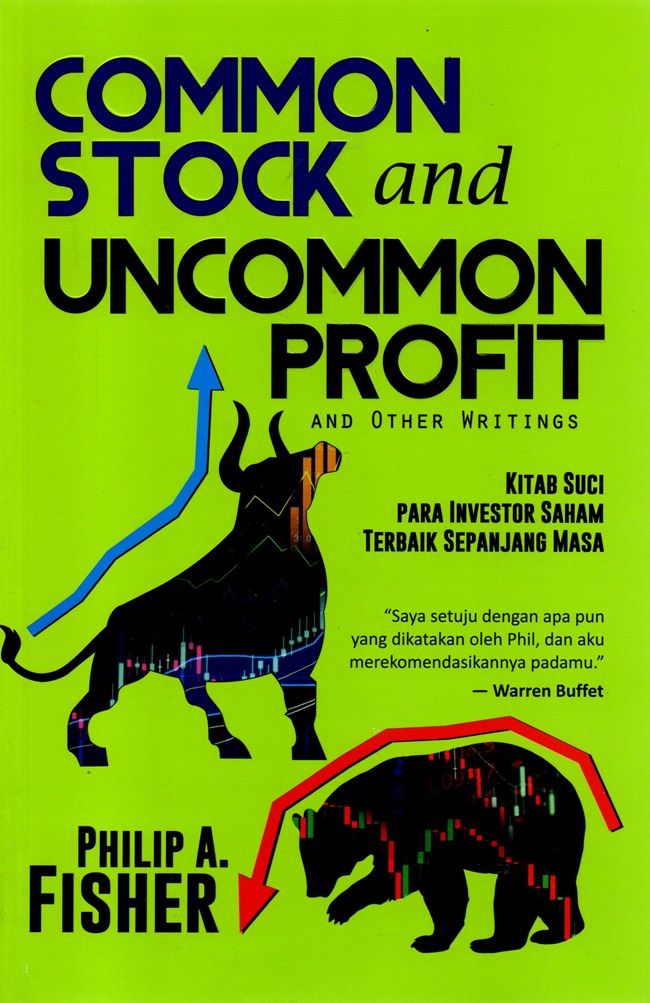 COMMON
STOCK and
UNCOMMON
PROFIT
AND OTHER WRITINGS
KITAB SUCI
PARA INVESTOR SAHAM
TERBAIK SEPANJANG MASA
“Saya setuju dengan apa pun
yang dikatakan oleh Phil, dan aku
merekomendasikannya padamu.”
— Warren Buffet
PHILIP A.
FISHER